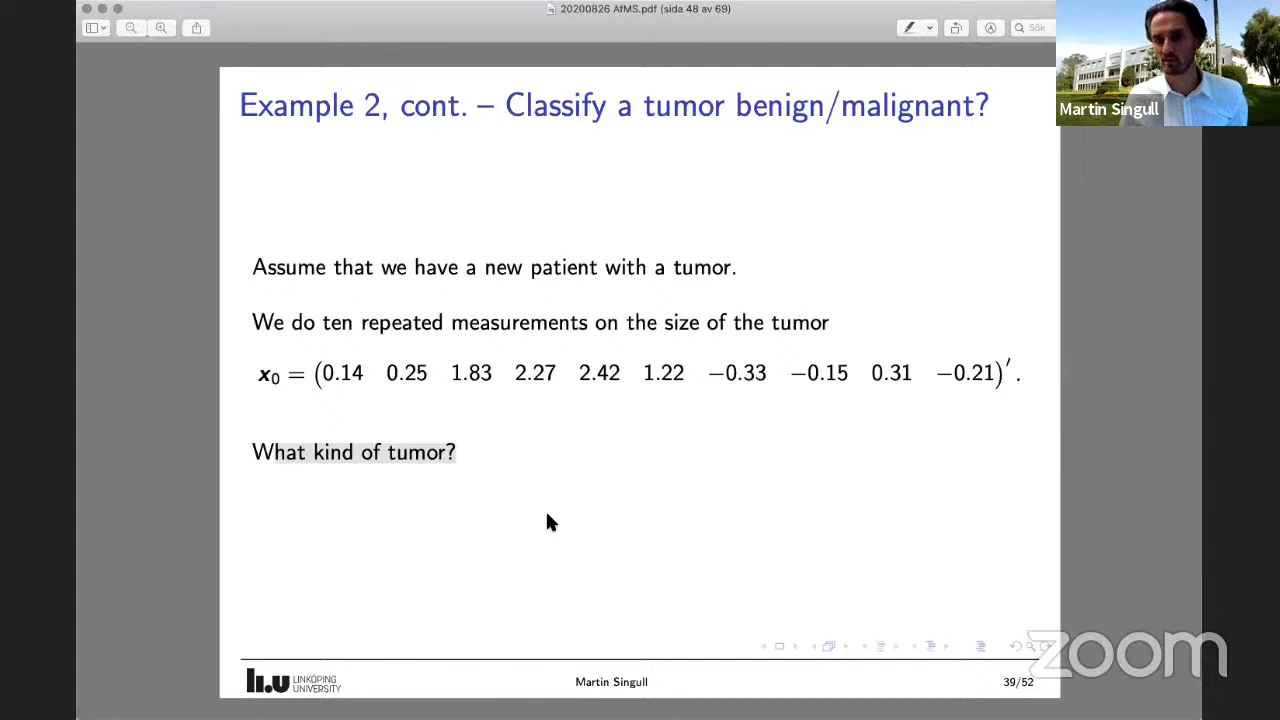 20200826 AfMS.pdf (sida 48 av 69)
Sök
Martin Singull
Example 2, cont. – Classify a tumor benign/malignant?
Assume that we have a new patient with a tumor.
We do ten repeated measurements on the size of the tumor
x₀ = (0.14 0.25 1.83 2.27 2.42 1.22 −0.33 −0.15 0.31 −0.21)′ .
What kind of tumor?
zoom
LINKÖPING
UNIVERSITY
Martin Singull
39/52